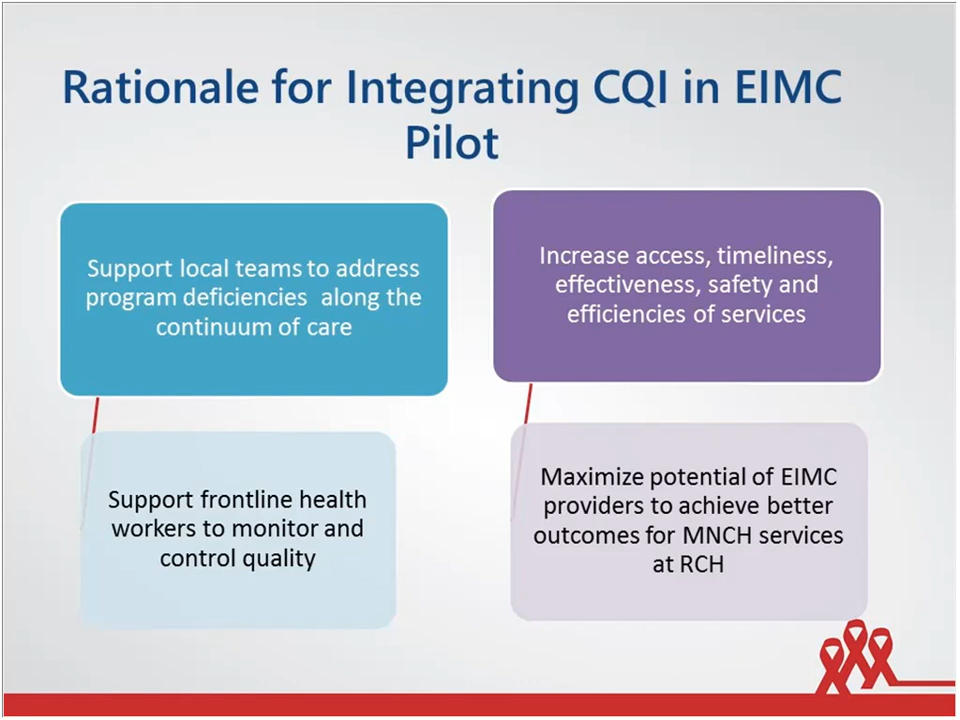 Rationale for Integrating CQI in EIMC
Pilot
Support local teams to address
program deficiencies along the
continuum of care
Support frontline health
workers to monitor and
control quality
Increase access, timeliness,
effectiveness, safety and
efficiencies of services
Maximize potential of EIMC
providers to achieve better
outcomes for MNCH services
at RCH